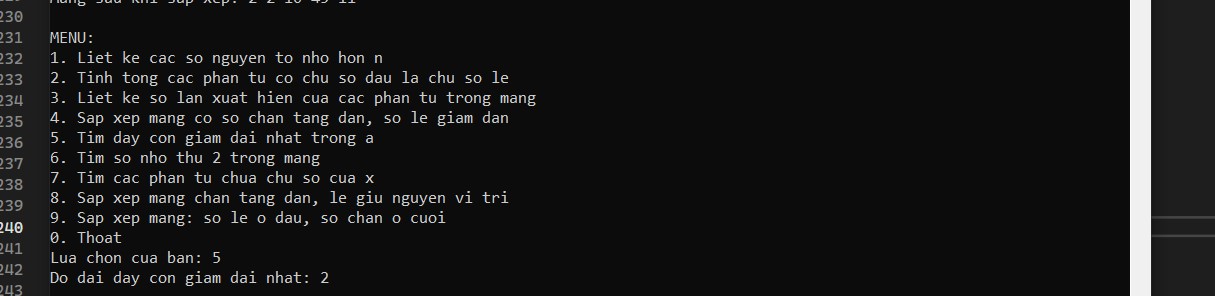 230
231 MENU:
232 1. Liet ke cac so nguyen to nho hon n
233 2. Tinh tong cac phan tu co chu so dau la chu so le
234 3. Liet ke so lan xuat hien cua cac phan tu trong mang
235 4. Sap xep mang co so chan tang dan, so le giam dan
236 5. Tim day con giam dai nhat trong a
237 6. Tim so nho thu 2 trong mang
238 7. Tim cac phan tu chua chu so cua x
239 8. Sap xep mang chan tang dan, le giu nguyen vi tri
240 9. Sap xep mang: so le o dau, so chan o cuoi
241 0. Thoat
242 Lua chon cua ban: 5
243 Do dai day con giam dai nhat: 2